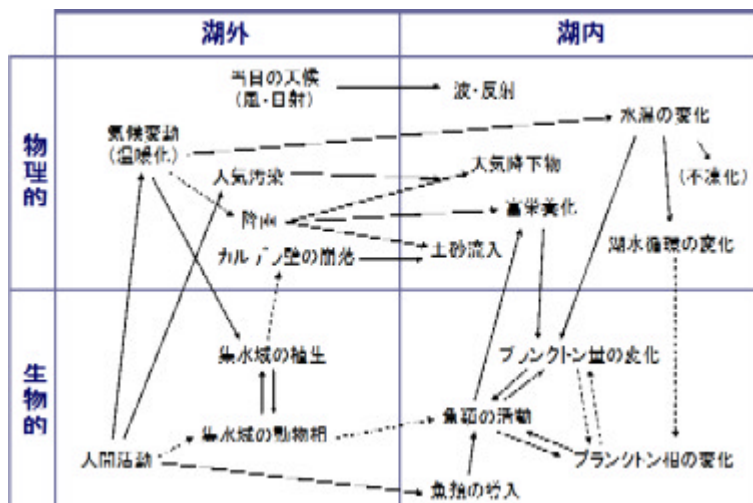 湖外
湖内
物理的
当日の天候
(風・日射)
波・反射
気候変動
(温暖化)
水温の変化
大気汚染
大気降下物
(不凍化)
降雨
富栄養化
カルデラ壁の崩落
土砂流入
湖水循環の変化
生物的
集水域の植生
プランクトン量の変化
魚類の活動
集水域の動物相
人間活動
プランクトン相の変化
魚類の導入